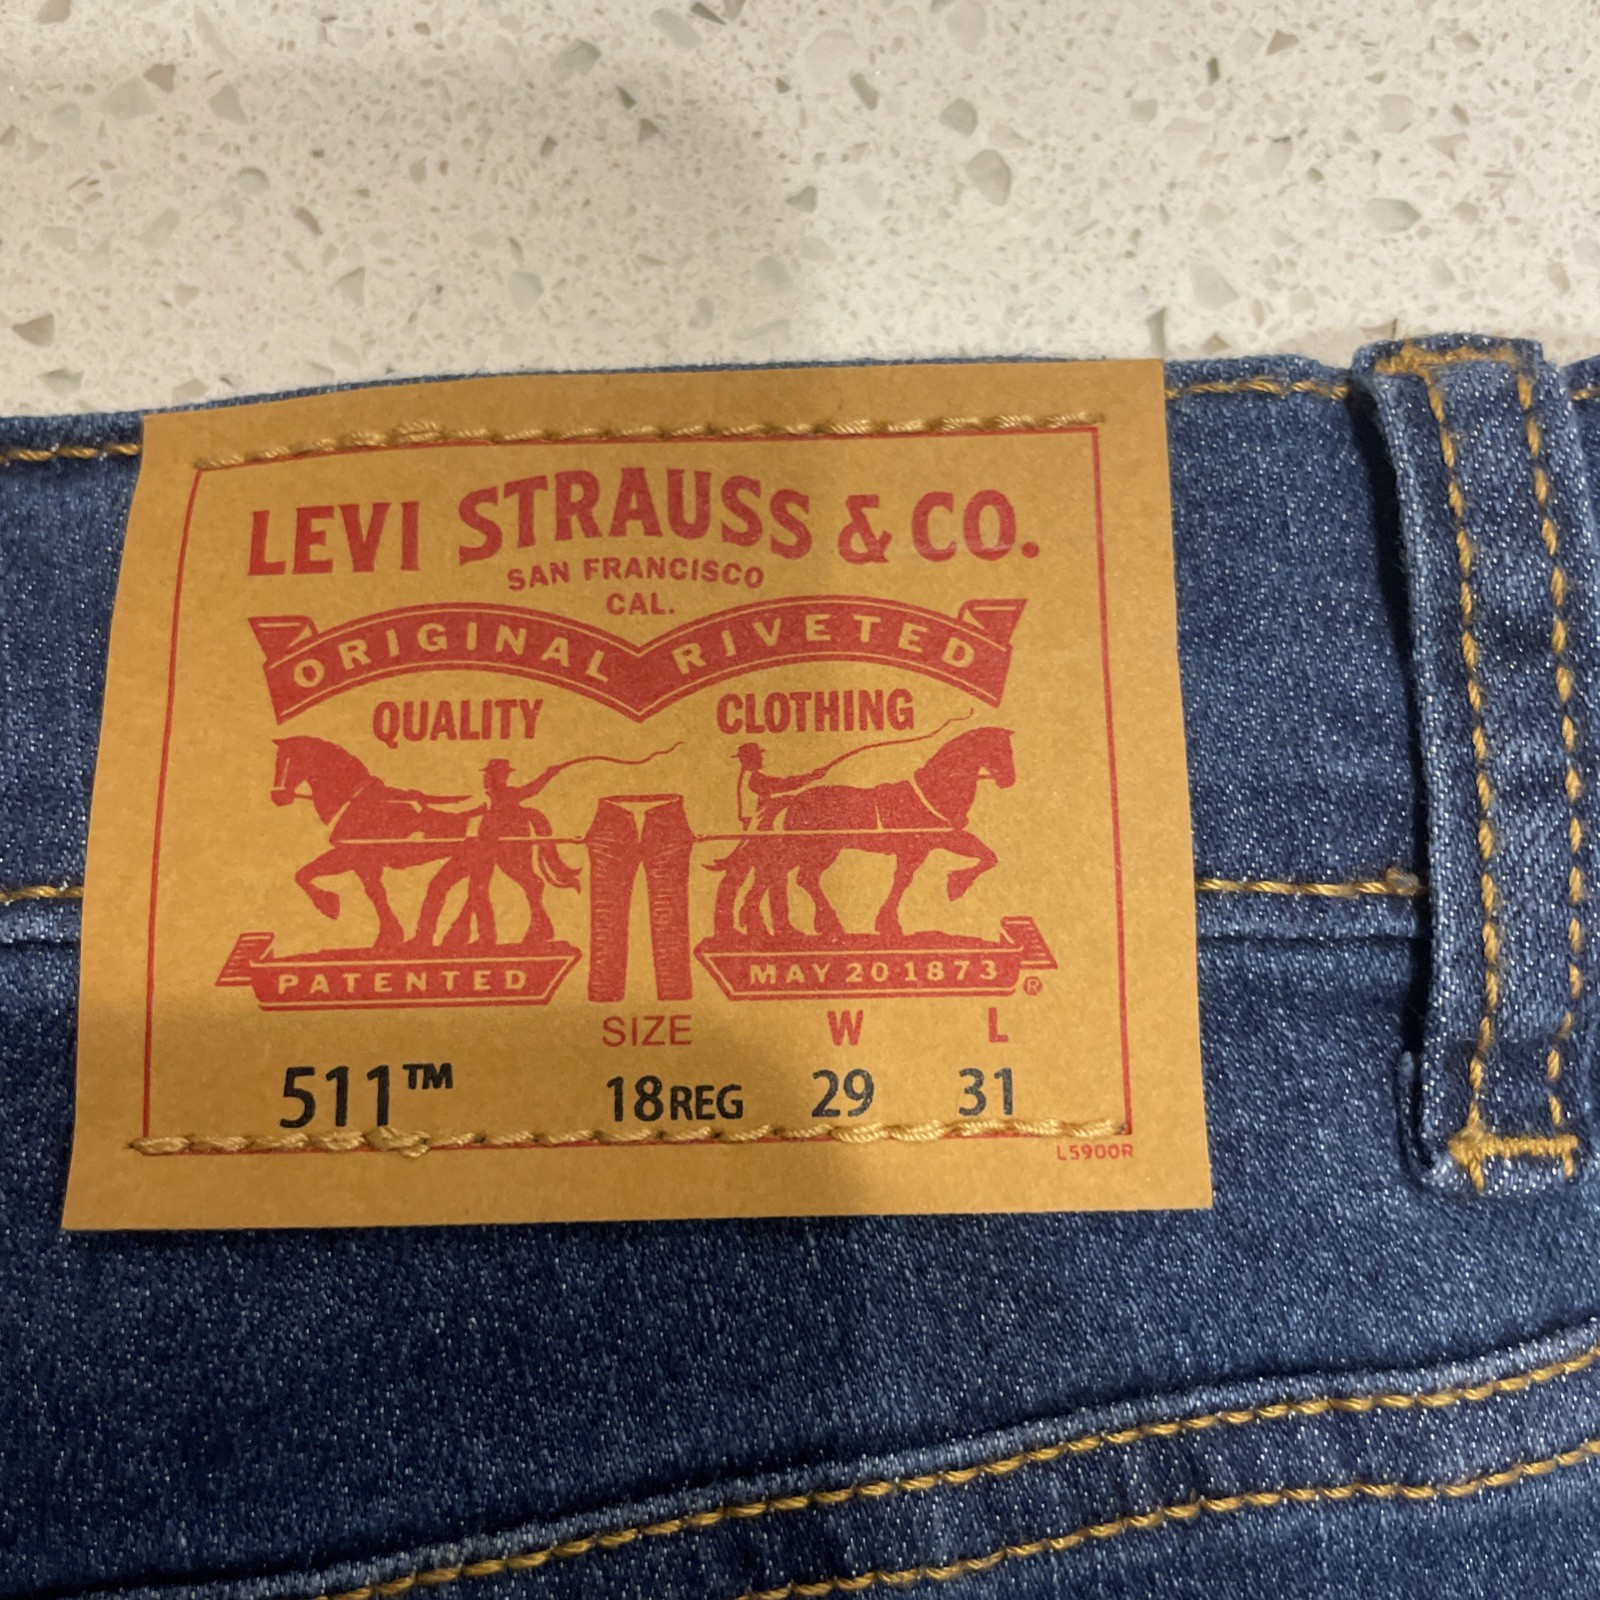 LEVI STRAUSS & CO.
SAN FRANCISCO
CAL.
ORIGINAL RIVETED
QUALITY CLOTHING
PATENTED MAY 20 1873 ®
SIZE W L
511™ 18REG 29 31
L5900R